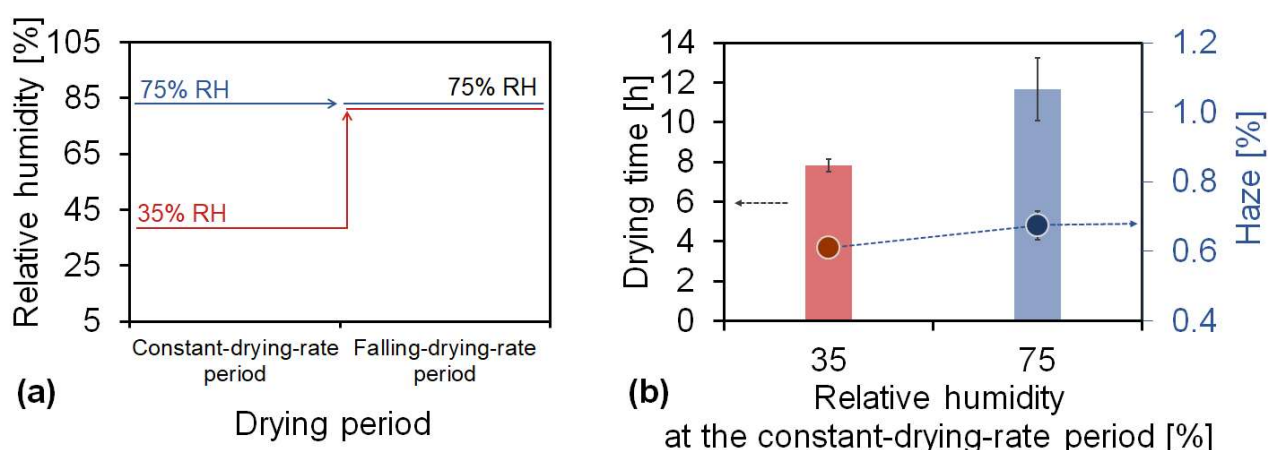 Relative humidity [%]
105
85
65
45
25
5
75% RH
75% RH
35% RH
Constant-drying-rate
period
Falling-drying-rate
period
Drying period
(a)
Drying time [h]
14
12
10
8
6
4
2
0
1.2
1.0
0.8
0.6
0.4
Haze [%]
35
75
Relative humidity
at the constant-drying-rate period [%]
(b)